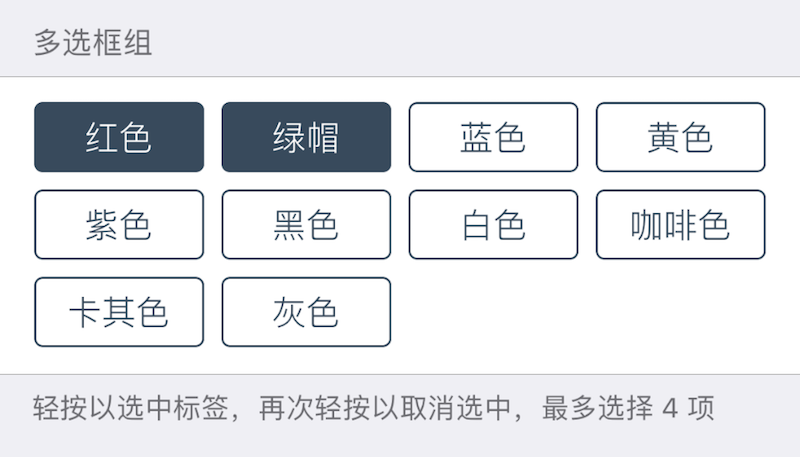 多选框组
红色 绿帽 蓝色 黄色
紫色 黑色 白色 咖啡色
卡其色 灰色
轻按以选中标签，再次轻按以取消选中，最多选择 4 项